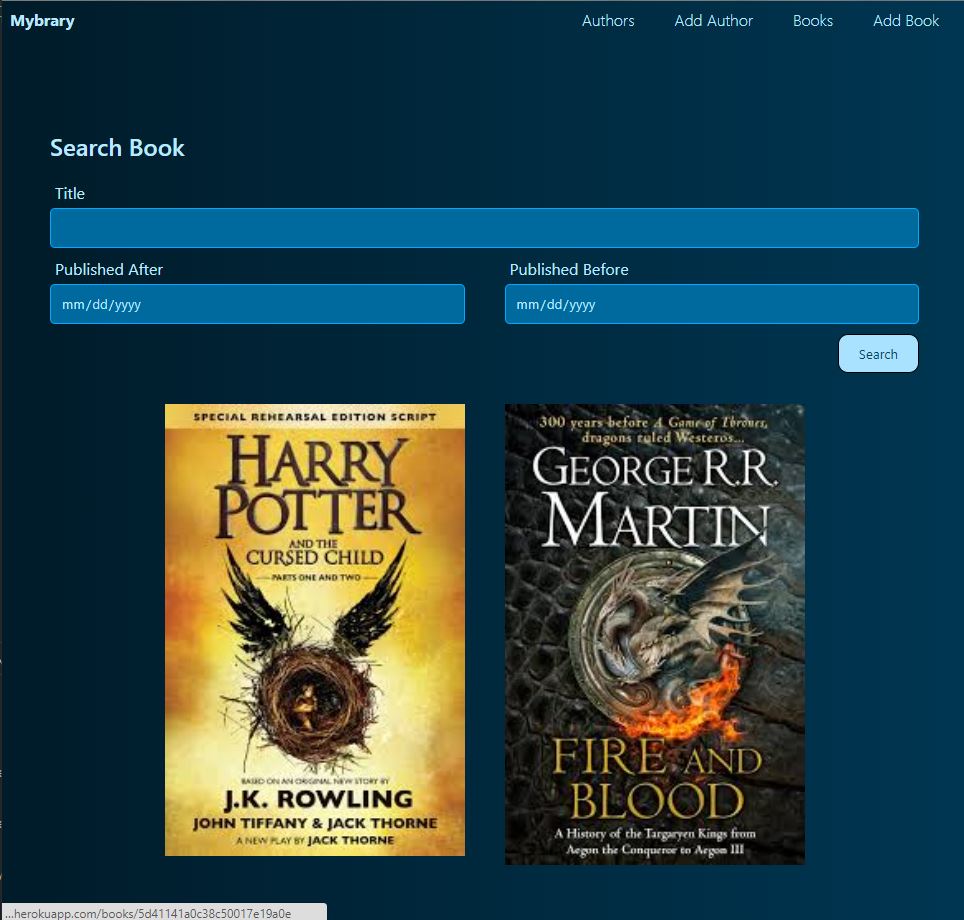 Mybrary
Authors
Add Author
Books
Add Book
Search Book
Title
Published After
Published Before
mm/dd/yyyy
mm/dd/yyyy
Search
SPECIAL REHEARSAL EDITION SCRIPT
HARRY
POTTER
AND THE
CURSED CHILD
PARTS ONE AND TWO
BASED ON AN ORIGINAL NEW STORY BY
J.K. ROWLING
JOHN TIFFANY & JACK THORNE
A NEW PLAY BY JACK THORNE
300 years before A Game of Thrones,
dragons ruled Westeros...
GEORGE R.R.
MARTIN
FIRE AND
BLOOD
A History of the Targaryen Kings from
Aegon the Conqueror to Aegon III
...herokuapp.com/books/5d41141a0c38c50017e19a0e